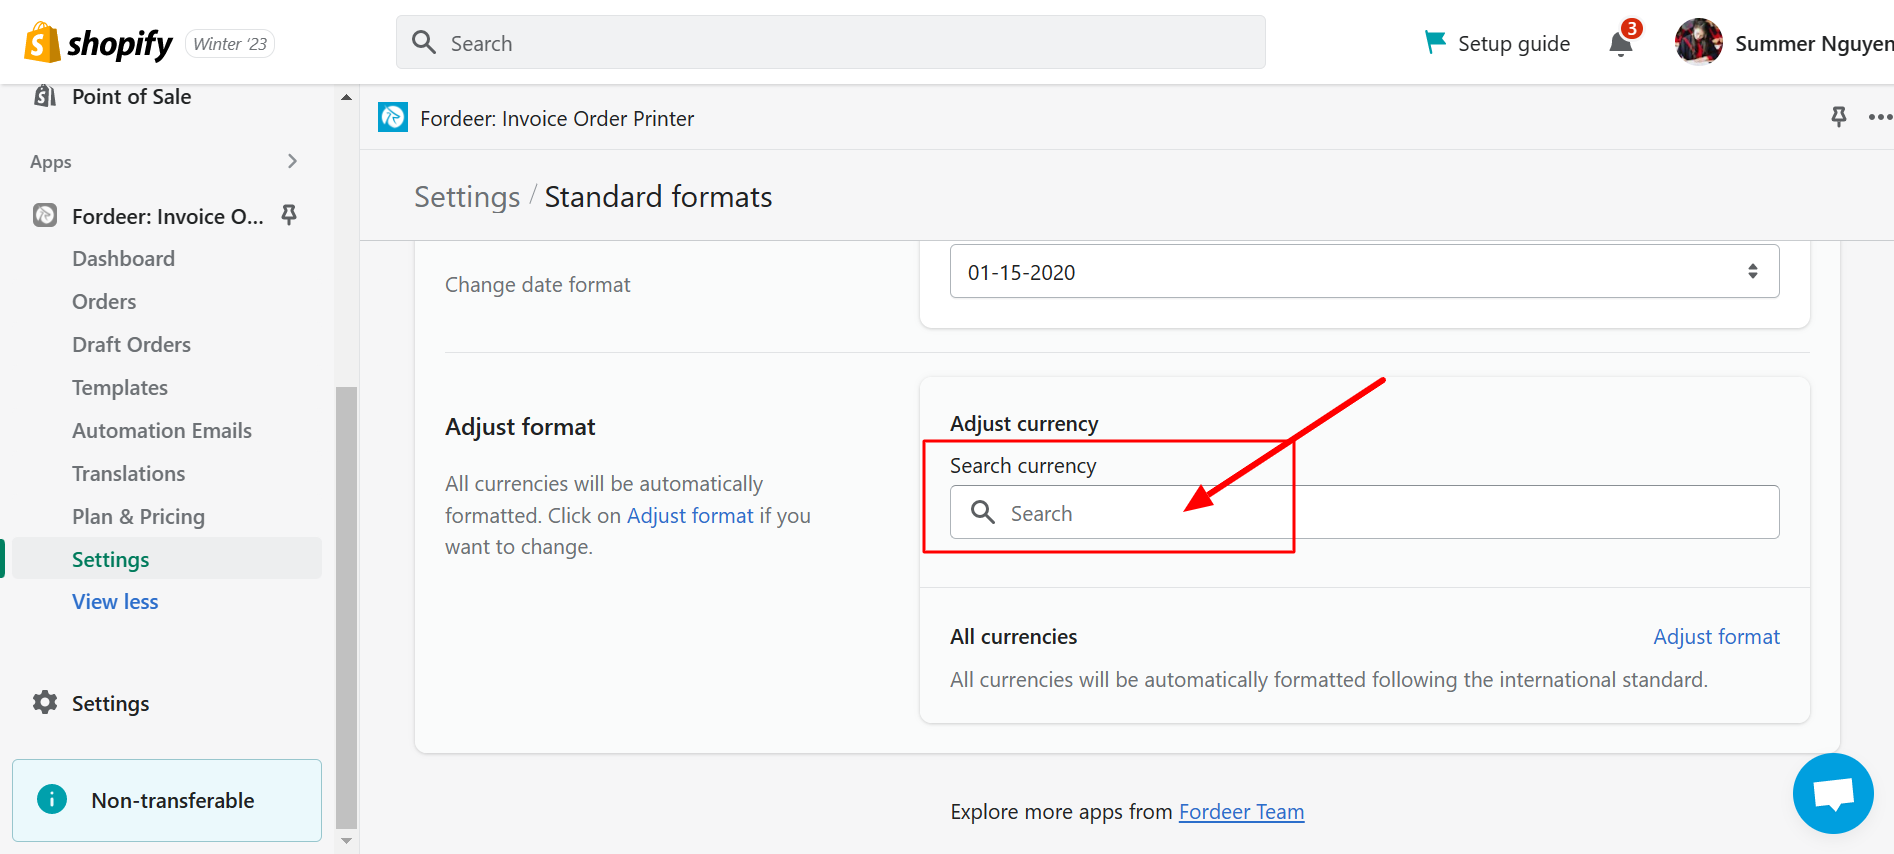 shopify Winter ‘23
Search
Setup guide
3
Summer Nguyen
Point of Sale
Apps
Fordeer: Invoice O...
Dashboard
Orders
Draft Orders
Templates
Automation Emails
Translations
Plan & Pricing
Settings
View less
Settings
Non-transferable
Fordeer: Invoice Order Printer
Settings / Standard formats
Change date format
01-15-2020
Adjust format
All currencies will be automatically
formatted. Click on Adjust format if you
want to change.
Adjust currency
Search currency
Search
All currencies
Adjust format
All currencies will be automatically formatted following the international standard.
Explore more apps from Fordeer Team